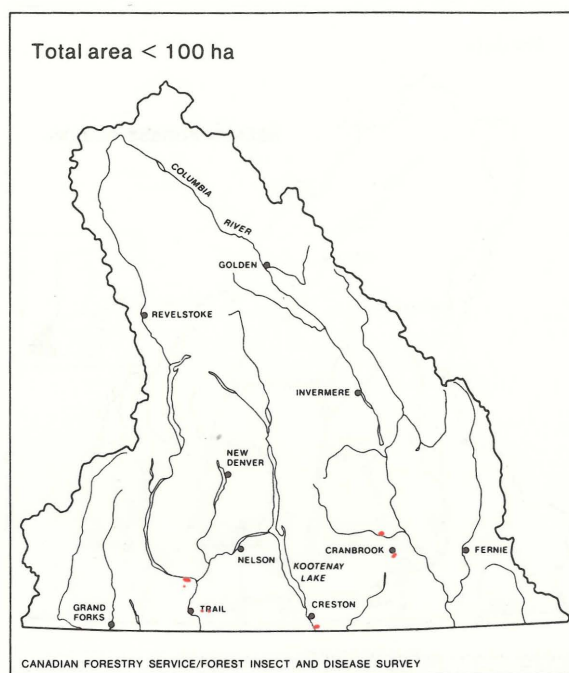 Total area < 100 ha
COLUMBIA
RIVER
GOLDEN
REVELSTOKE
INVERMERE
NEW
DENVER
NELSON
KOOTENAY
LAKE
CRANBROOK
FERNIE
GRAND
FORKS
TRAIL
CRESTON
CANADIAN FORESTRY SERVICE/FOREST INSECT AND DISEASE SURVEY